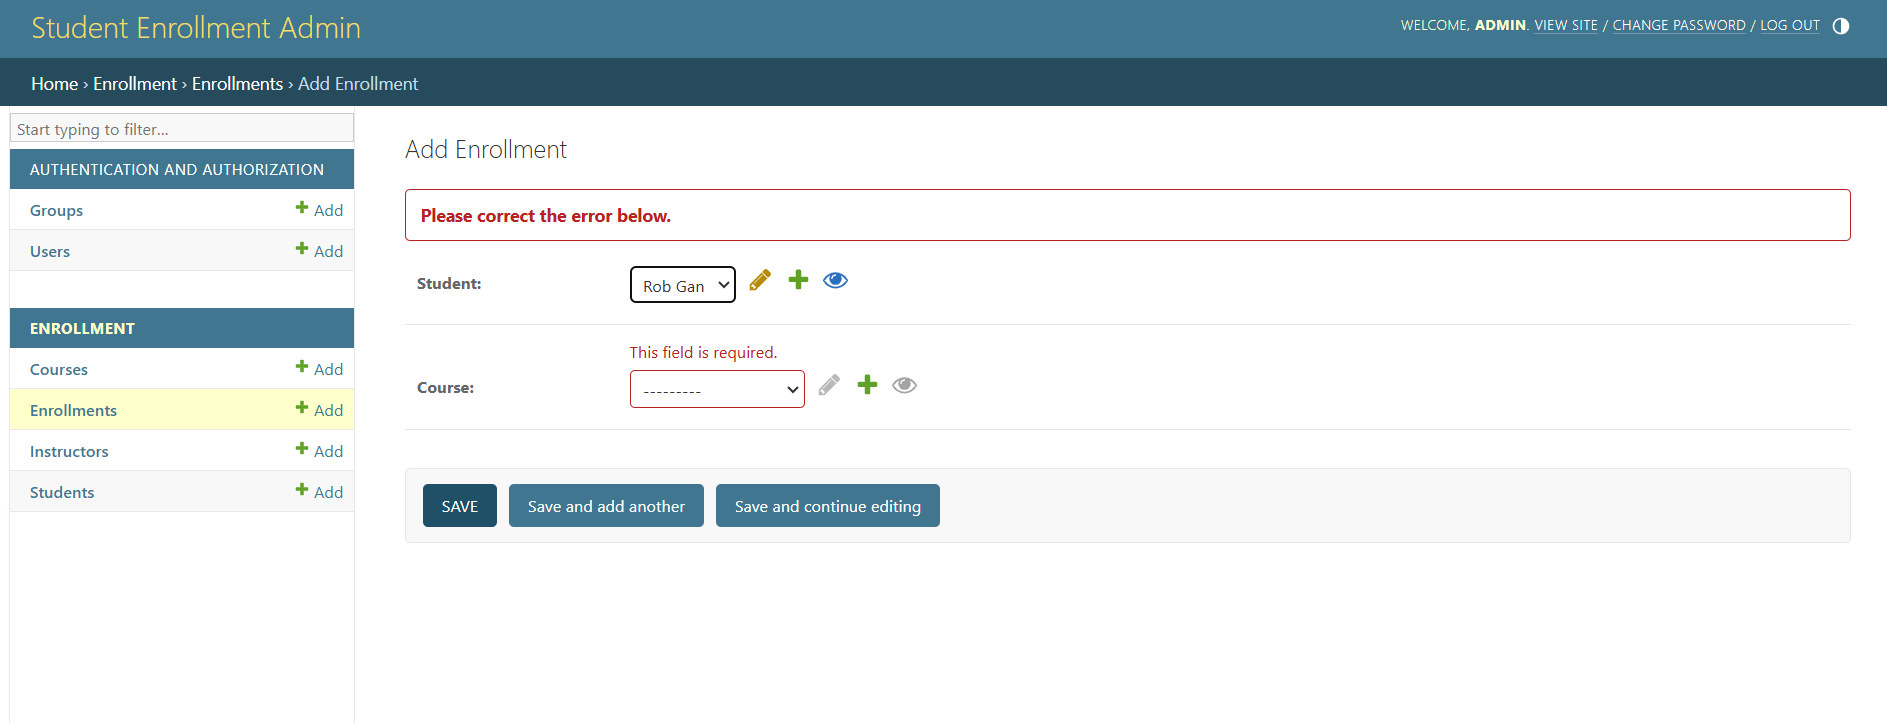 Student Enrollment Admin
WELCOME, ADMIN. VIEW SITE / CHANGE PASSWORD / LOG OUT
Home › Enrollment › Enrollments › Add Enrollment
Start typing to filter...
AUTHENTICATION AND AUTHORIZATION
Groups Add
Users Add
ENROLLMENT
Courses Add
Enrollments Add
Instructors Add
Students Add
Add Enrollment
Please correct the error below.
Student: Rob Gan
This field is required.
Course: ---------
SAVE Save and add another Save and continue editing